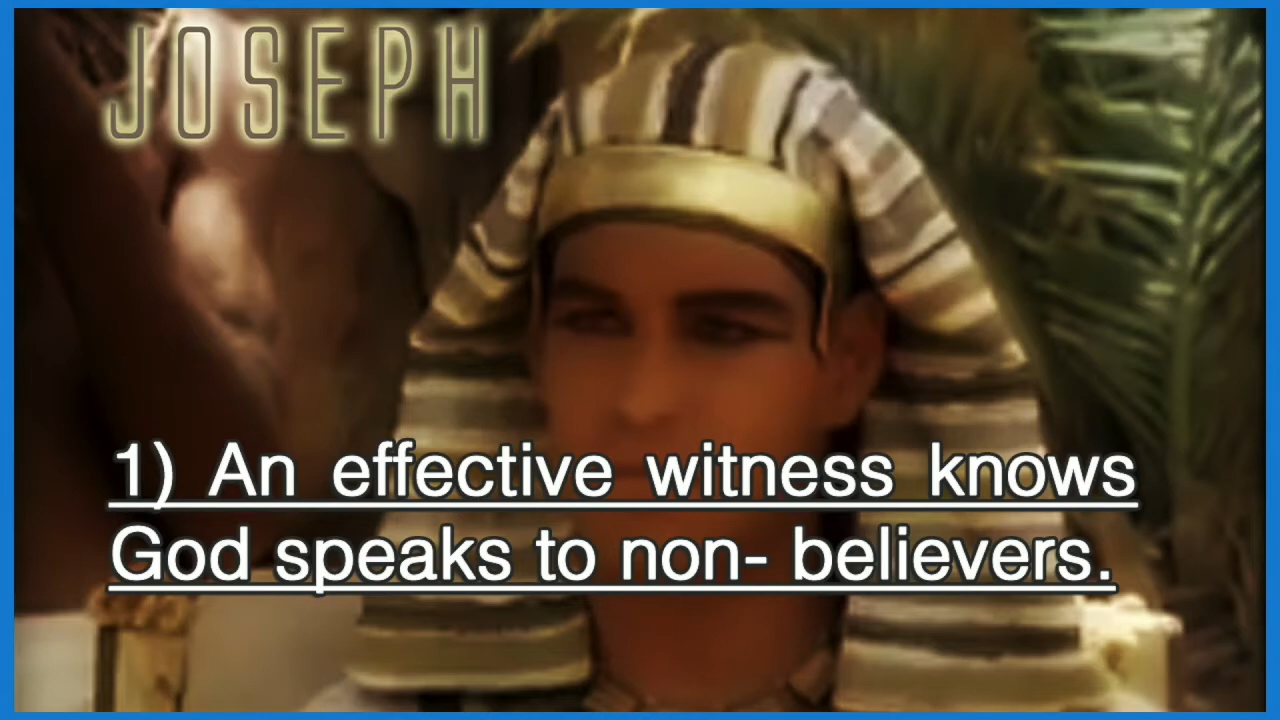 JOSEPH
1) An effective witness knows
God speaks to non- believers.